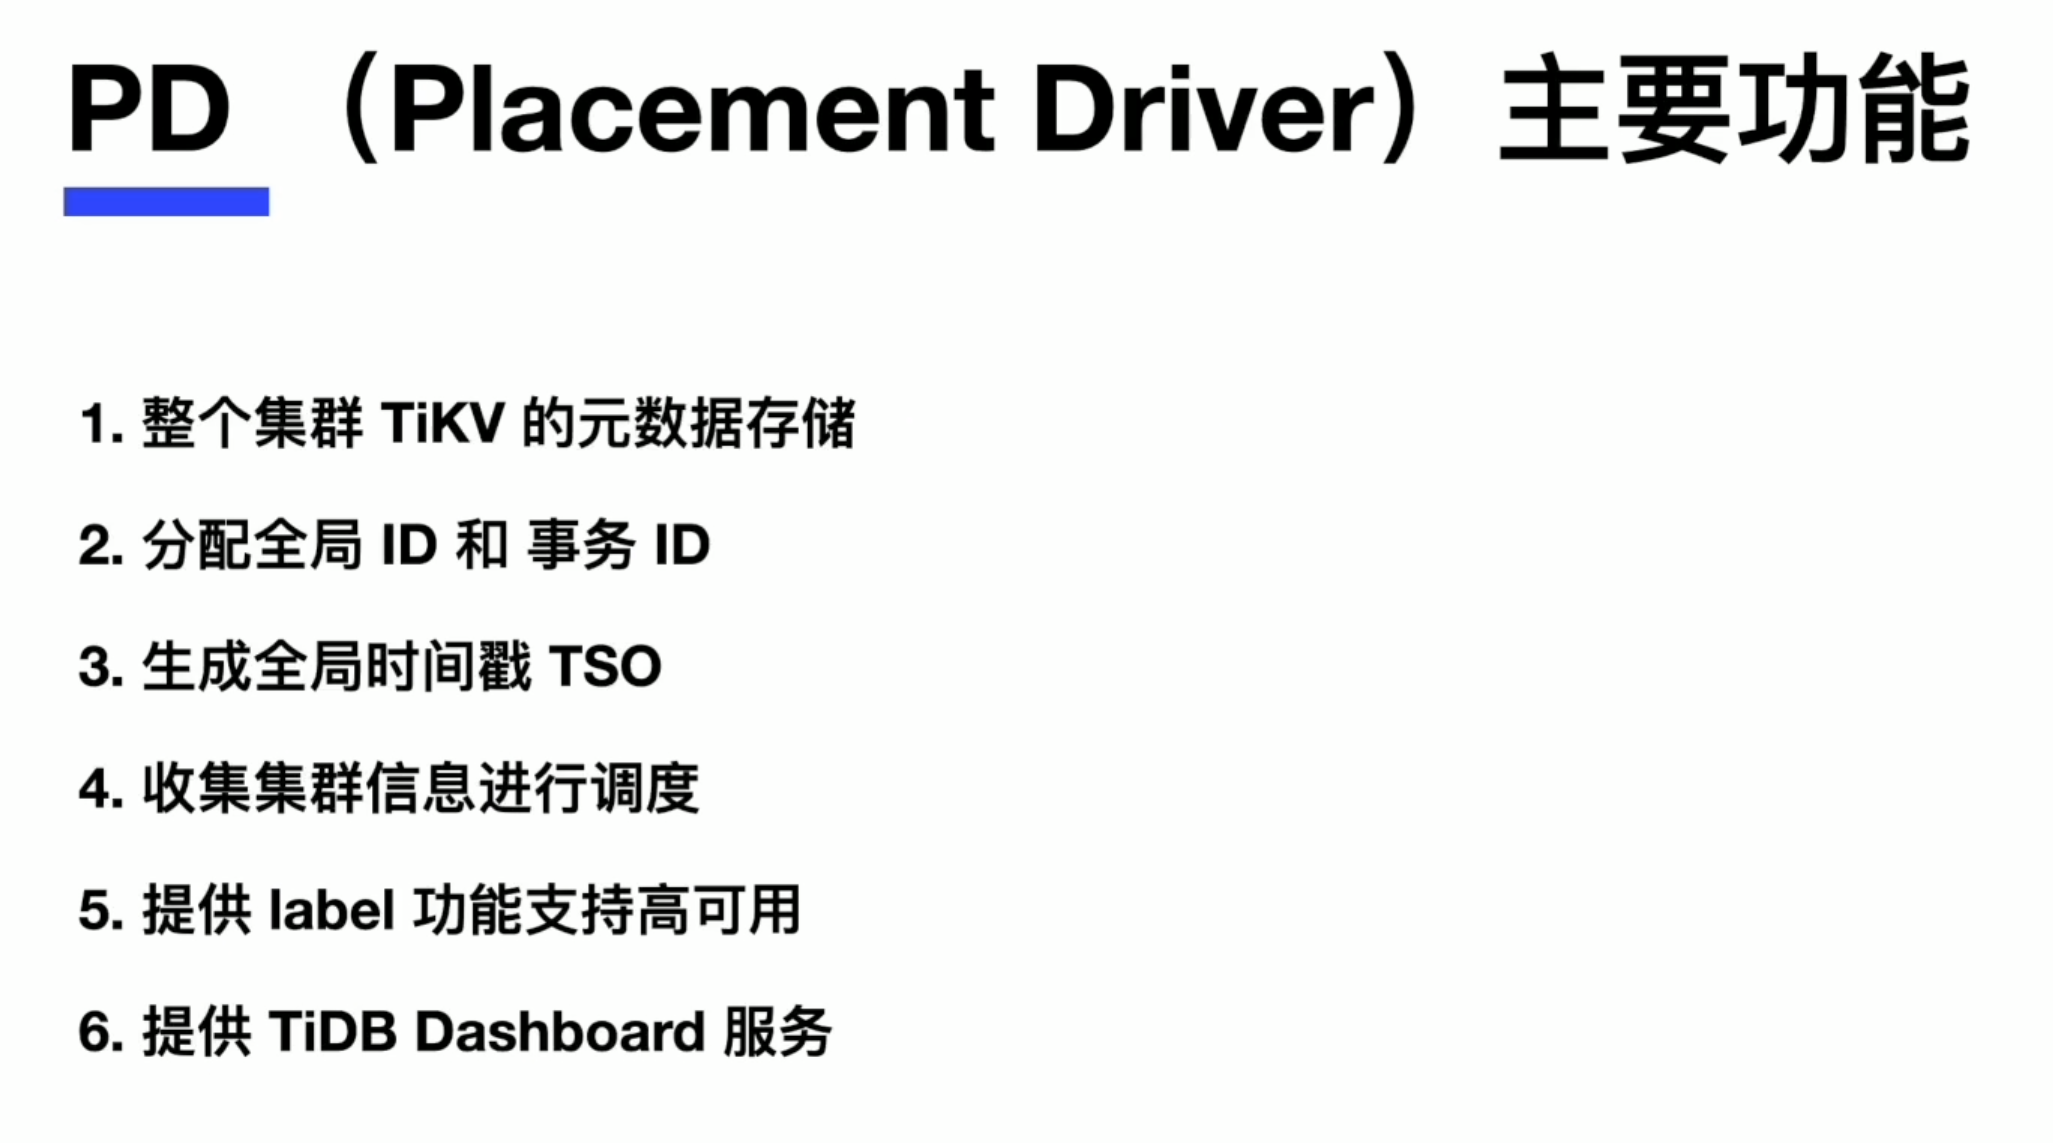 PD （Placement Driver）主要功能
1. 整个集群 TiKV 的元数据存储
2. 分配全局 ID 和 事务 ID
3. 生成全局时间戳 TSO
4. 收集集群信息进行调度
5. 提供 label 功能支持高可用
6. 提供 TiDB Dashboard 服务